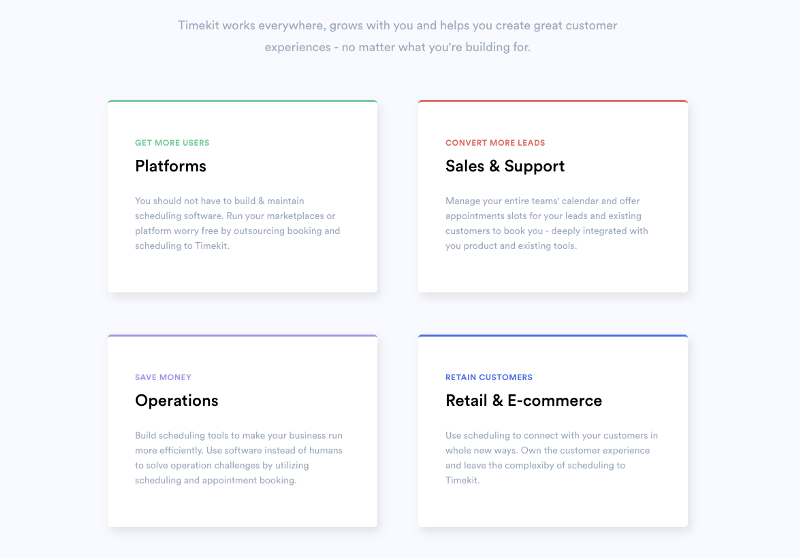 Timekit works everywhere, grows with you and helps you create great customer
experiences - no matter what you're building for.
GET MORE USERS
Platforms
You should not have to build & maintain
scheduling software. Run your marketplaces or
platform worry free by outsourcing booking and
scheduling to Timekit.
CONVERT MORE LEADS
Sales & Support
Manage your entire teams' calendar and offer
appointments slots for your leads and existing
customers to book you - deeply integrated with
you product and existing tools.
SAVE MONEY
Operations
Build scheduling tools to make your business run
more efficiently. Use software instead of humans
to solve operation challenges by utilizing
scheduling and appointment booking.
RETAIN CUSTOMERS
Retail & E-commerce
Use scheduling to connect with your customers in
whole new ways. Own the customer experience
and leave the complexiby of scheduling to
Timekit.